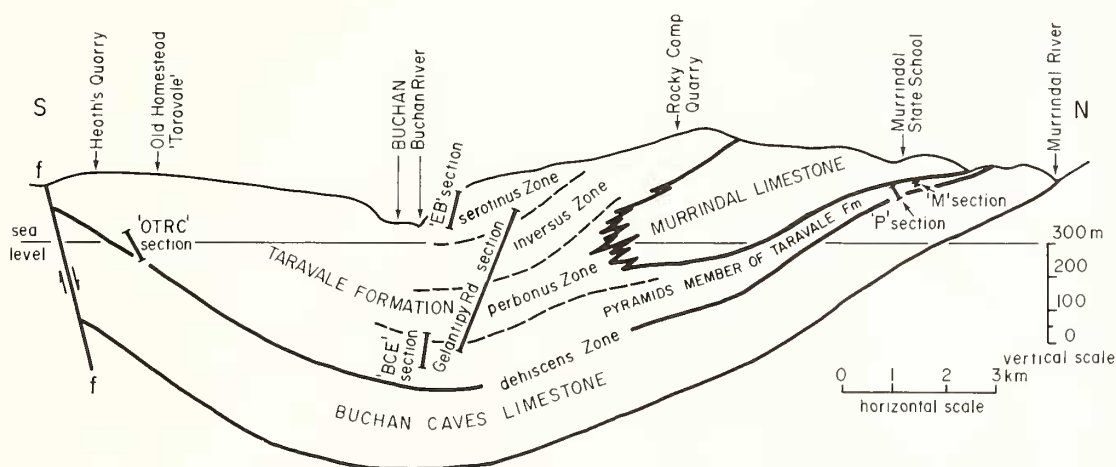 S
N
Heath's Quarry
Old Homestead
'Taravale'
BUCHAN
Buchan River
Rocky Camp
Quarry
Murrindal
State School
Murrindal River
f
'EB' section
serotinus Zone
inversus Zone
MURRINDAL LIMESTONE
'M' section
'P' section
sea
level
'OTRC'
section
300 m
200
100
0
vertical scale
TARAVALE FORMATION
perbonus Zone
PYRAMIDS MEMBER OF TARAVALE Fm
Gelantipy Rd section
'BCE'
section
dehiscens Zone
f
BUCHAN CAVES LIMESTONE
0 1 2 3 km
horizontal scale